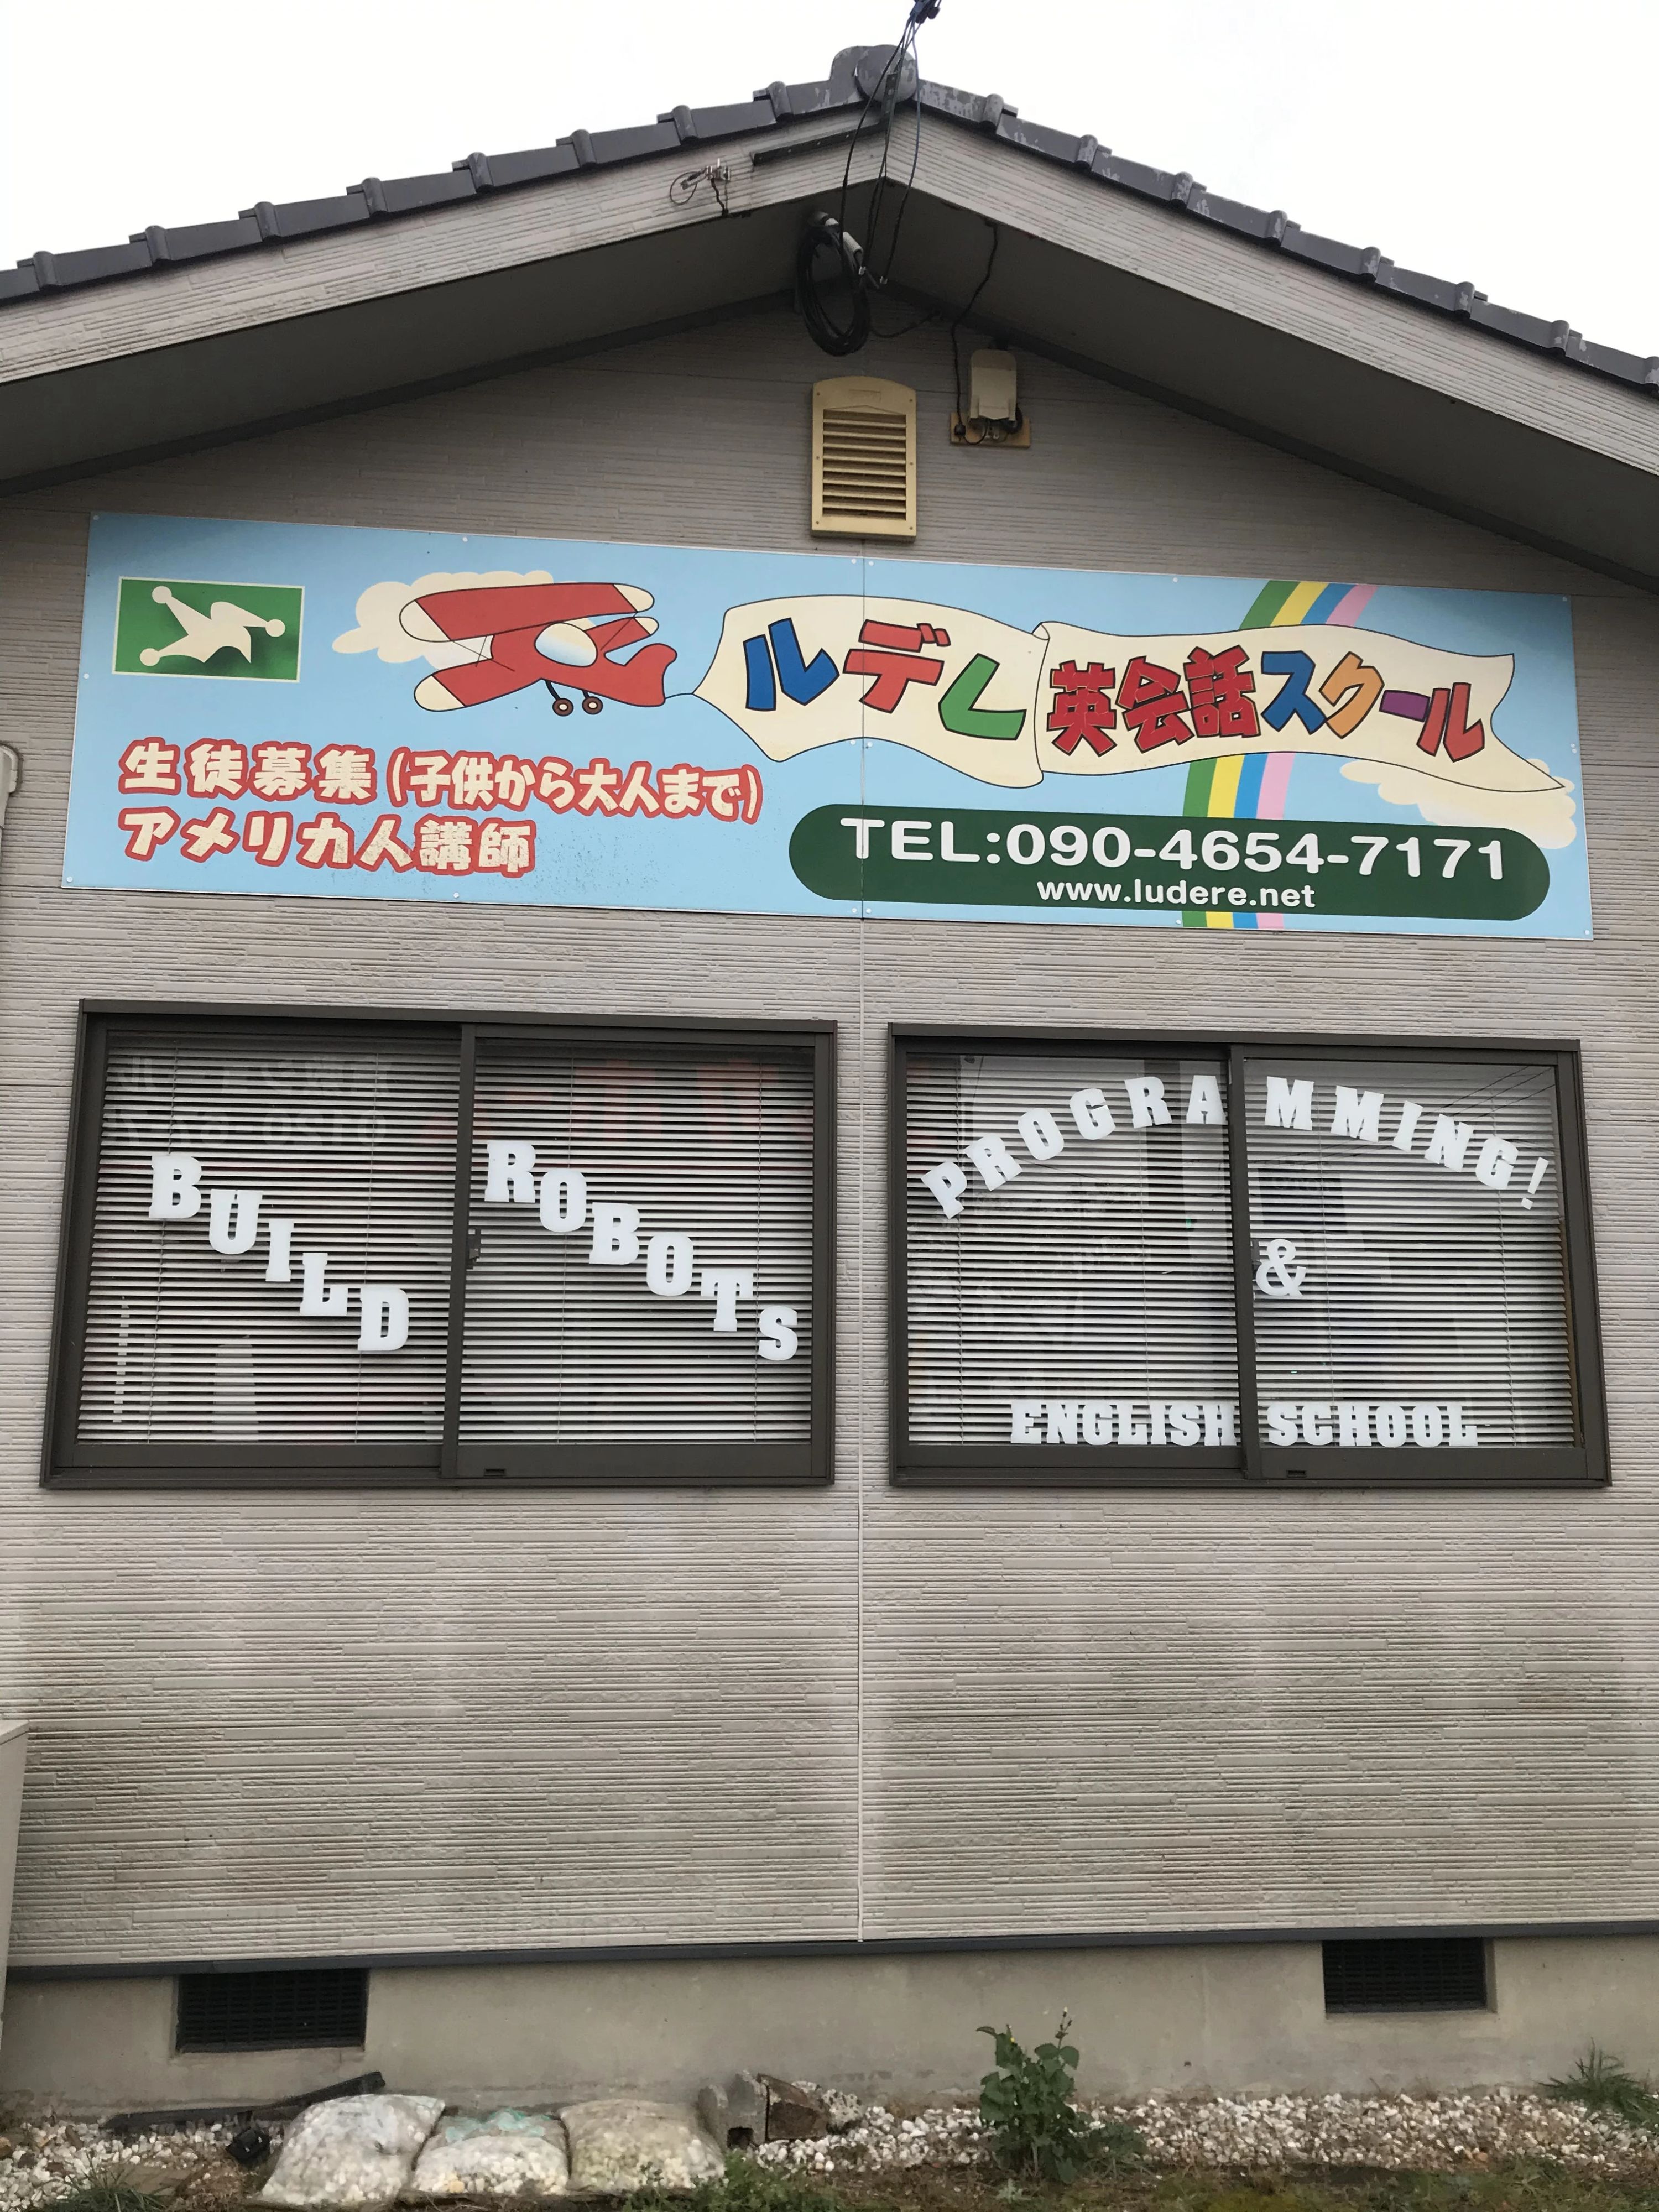 ルデレ 英会話スクール
生徒募集 (子供から大人まで)
アメリカ人講師
TEL:090-4654-7171
www.ludere.net
BUILD ROBOTS
PROGRAMMING!
&
ENGLISH SCHOOL